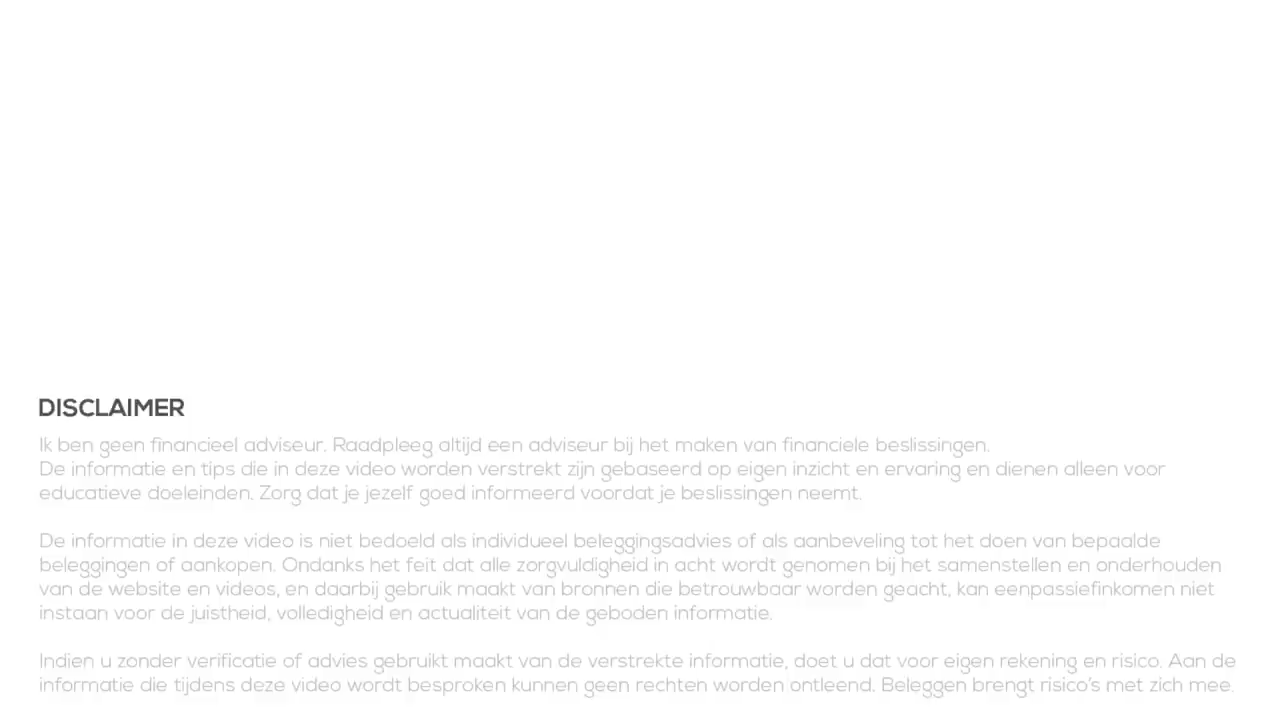 DISCLAIMER
Ik ben geen financieel adviseur. Raadpleeg altijd een adviseur bij het maken van financiele beslissingen.
De informatie en tips die in deze video worden verstrekt zijn gebaseerd op eigen inzicht en ervaring en dienen alleen voor
educatieve doeleinden. Zorg dat je jezelf goed informeerd voordat je beslissingen neemt.
De informatie in deze video is niet bedoeld als individueel beleggingsadvies of als aanbeveling tot het doen van bepaalde
beleggingen of aankopen. Ondanks het feit dat alle zorgvuldigheid in acht wordt genomen bij het samenstellen en onderhouden
van de website en videos, en daarbij gebruik maakt van bronnen die betrouwbaar worden geacht, kan eenpassiefinkomen niet
instaan voor de juistheid, volledigheid en actualiteit van de geboden informatie.
Indien u zonder verificatie of advies gebruikt maakt van de verstrekte informatie, doet u dat voor eigen rekening en risico. Aan de
informatie die tijdens deze video wordt besproken kunnen geen rechten worden ontleend. Beleggen brengt risico's met zich mee.